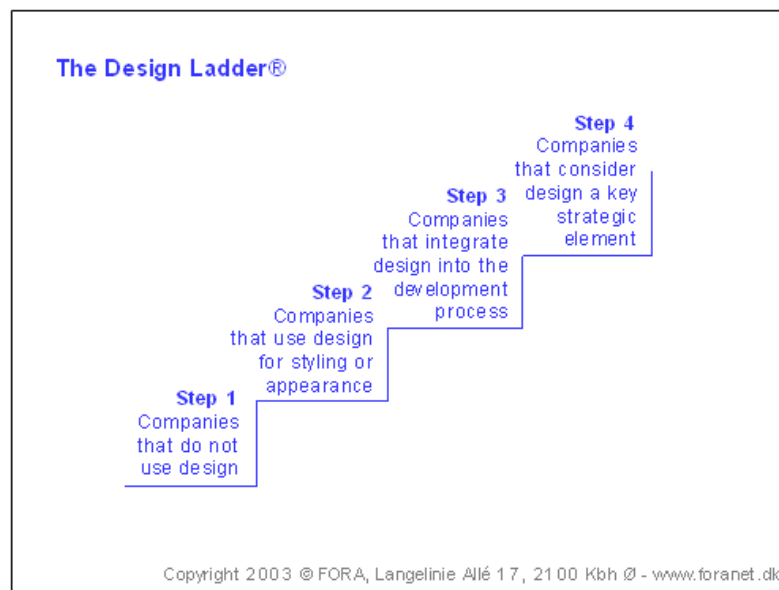 The Design Ladder®
Step 1
Companies
that do not
use design
Step 2
Companies
that use design
for styling or
appearance
Step 3
Companies
that integrate
design into the
development
process
Step 4
Companies
that consider
design a key
strategic
element
Copyright 2003 © FORA, Langelinie Allé 17, 2100 Kbh Ø - www.foranet.dk